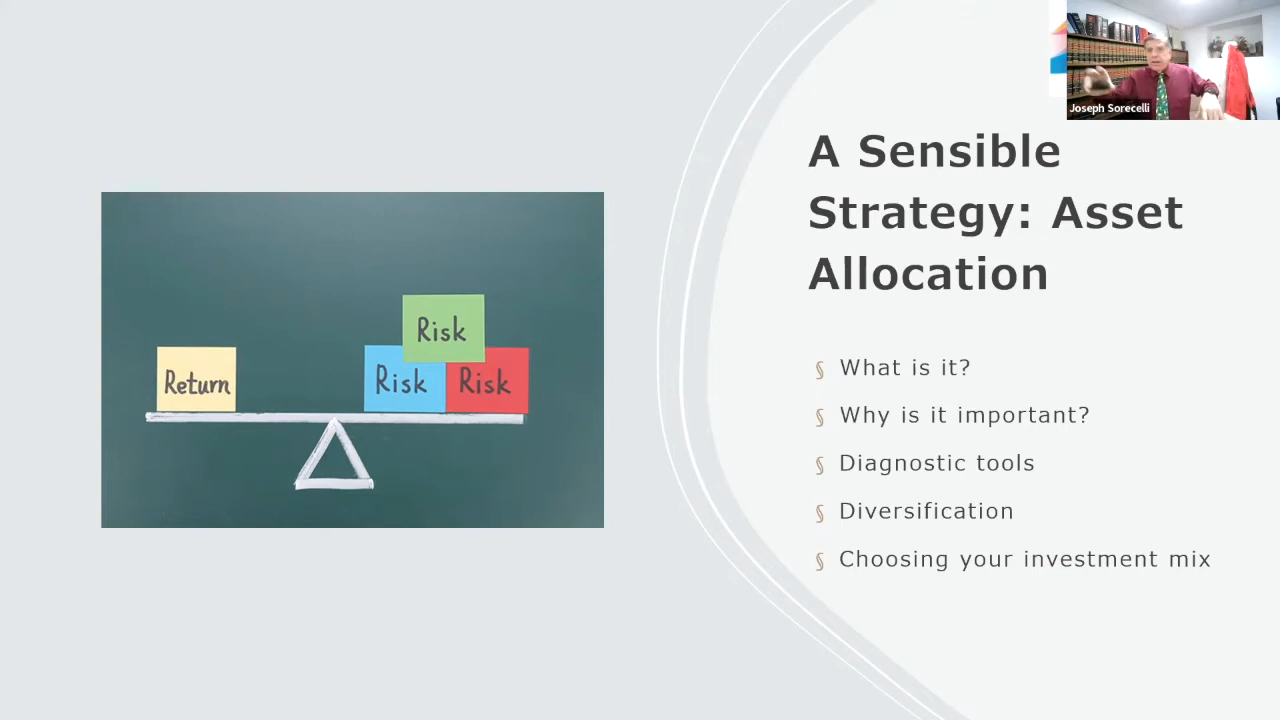 Joseph Sorecelli
A Sensible
Strategy: Asset
Allocation
Risk
Return
Risk
Risk
§ What is it?
§ Why is it important?
§ Diagnostic tools
§ Diversification
§ Choosing your investment mix